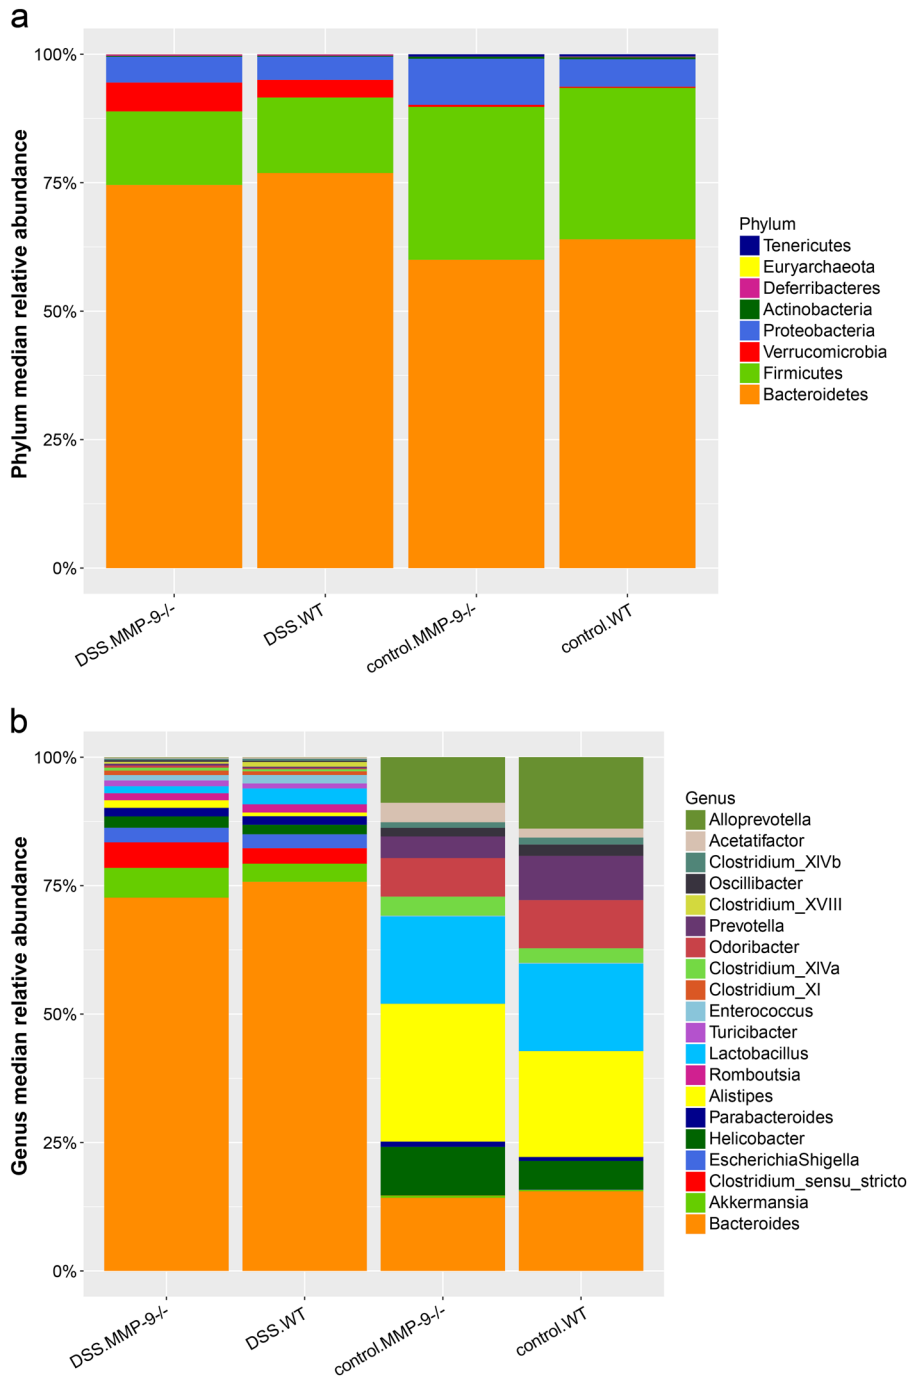 a
Phylum median relative abundance
100%
75%
50%
25%
0%
DSS.MMP-9-/-
DSS.WT
control.MMP-9-/-
control.WT
Phylum
Tenericutes
Euryarchaeota
Deferribacteres
Actinobacteria
Proteobacteria
Verrucomicrobia
Firmicutes
Bacteroidetes
b
Genus median relative abundance
100%
75%
50%
25%
0%
DSS.MMP-9-/-
DSS.WT
control.MMP-9-/-
control.WT
Genus
Alloprevotella
Acetatifactor
Clostridium_XIVb
Oscillibacter
Clostridium_XVIII
Prevotella
Odoribacter
Clostridium_XIVa
Clostridium_XI
Enterococcus
Turicibacter
Lactobacillus
Romboutsia
Alistipes
Parabacteroides
Helicobacter
EscherichiaShigella
Clostridium_sensu_stricto
Akkermansia
Bacteroides